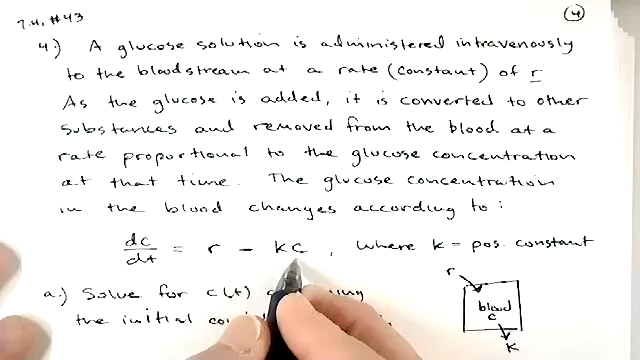 7.4, #43
4
4.) A glucose solution is administered intravenously
to the bloodstream at a rate (constant) of r
As the glucose is added, it is converted to other
substances and removed from the blood at a
rate proportional to the glucose concentration
at that time. The glucose concentration
in the blood changes according to:
dc/dt = r - kc, where k = pos. constant
a.) Solve for c(t)
the initial
r
blood
c
k